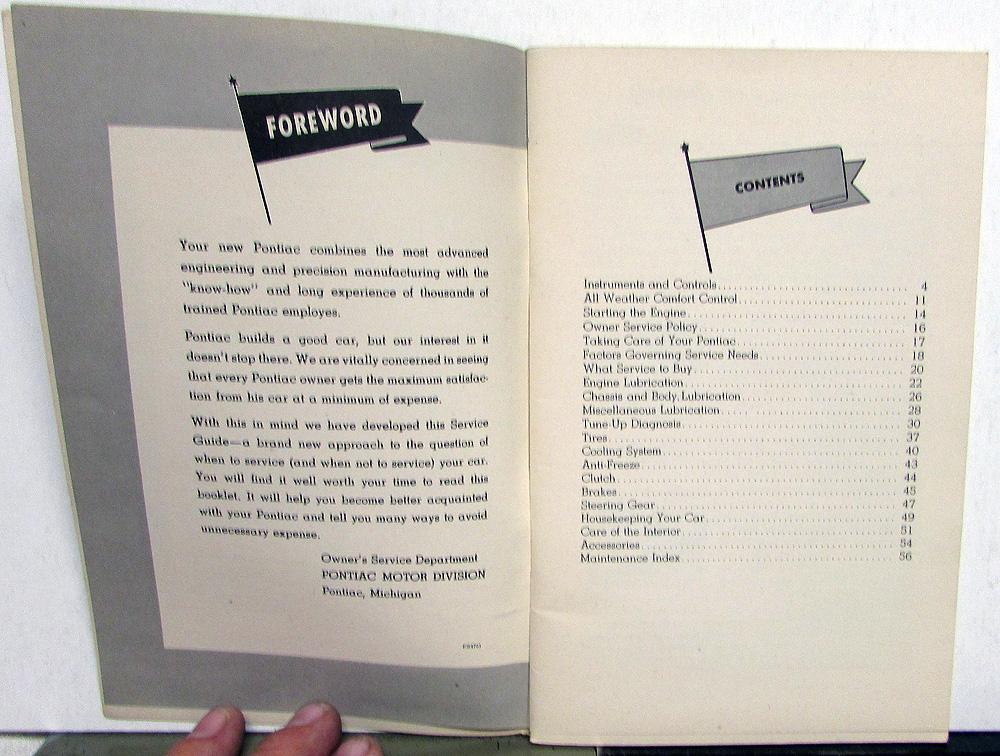 FOREWORD
Your new Pontiac combines the most advanced
engineering and precision manufacturing with the
"know-how" and long experience of thousands of
trained Pontiac employes.
Pontiac builds a good car, but our interest in it
doesn't stop there. We are vitally concerned in seeing
that every Pontiac owner gets the maximum satisfac-
tion from his car at a minimum of expense.
With this in mind we have developed this Service
Guide—a brand new approach to the question of
when to service (and when not to service) your car.
You will find it well worth your time to read this
booklet. It will help you become better acquainted
with your Pontiac and tell you many ways to avoid
unnecessary expense.
Owner's Service Department
PONTIAC MOTOR DIVISION
Pontiac, Michigan
CONTENTS
Instruments and Controls 4
All Weather Comfort Control 11
Starting the Engine 14
Owner Service Policy 16
Taking Care of Your Pontiac 17
Factors Governing Service Needs 18
What Service to Buy 20
Engine Lubrication 22
Chassis and Body Lubrication 26
Miscellaneous Lubrication 28
Tune-Up Diagnosis 30
Tires 37
Cooling System 40
Anti-Freeze 43
Clutch 44
Brakes 45
Steering Gear 47
Housekeeping Your Car 49
Care of the Interior 51
Accessories 54
Maintenance Index 56